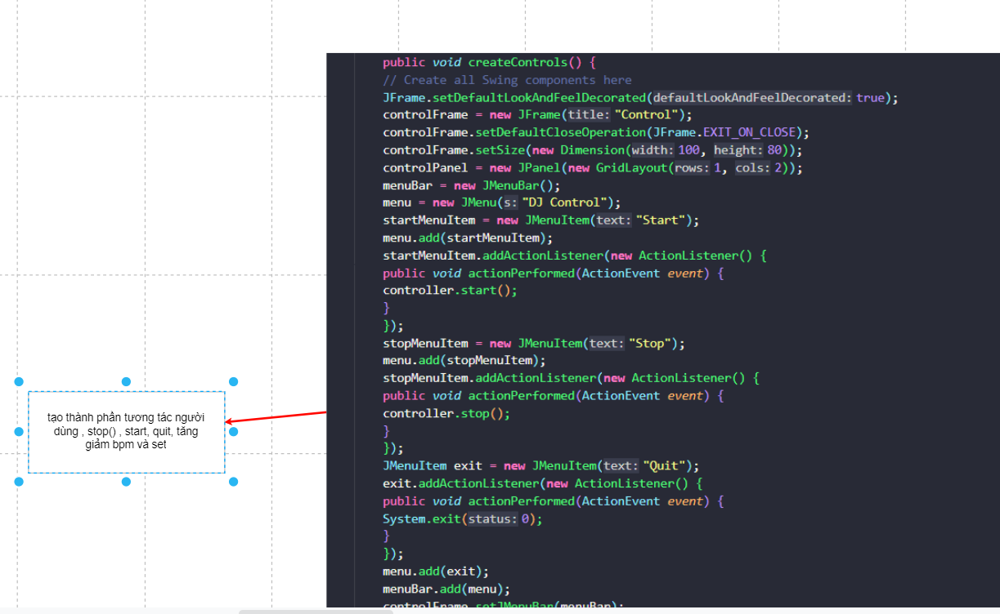 public void createControls() {
// Create all Swing components here
JFrame.setDefaultLookAndFeelDecorated(defaultLookAndFeelDecorated: true);
controlFrame = new JFrame(title: "Control");
controlFrame.setDefaultCloseOperation(JFrame.EXIT_ON_CLOSE);
controlFrame.setSize(new Dimension(width: 100, height: 80));
controlPanel = new JPanel(new GridLayout(rows: 1, cols: 2));
menuBar = new JMenuBar();
menu = new JMenu(s: "DJ Control");
startMenuItem = new JMenuItem(text: "Start");
menu.add(startMenuItem);
startMenuItem.addActionListener(new ActionListener() {
public void actionPerformed(ActionEvent event) {
controller.start();
}
});
stopMenuItem = new JMenuItem(text: "Stop");
menu.add(stopMenuItem);
stopMenuItem.addActionListener(new ActionListener() {
public void actionPerformed(ActionEvent event) {
controller.stop();
}
});
JMenuItem exit = new JMenuItem(text: "Quit");
exit.addActionListener(new ActionListener() {
public void actionPerformed(ActionEvent event) {
System.exit(status: 0);
}
});
menu.add(exit);
menuBar.add(menu);
controlFrame.setJMenuBar(menuBar);
tạo thành phần tương tác người
dùng , stop() , start, quit, tăng
giảm bpm và set